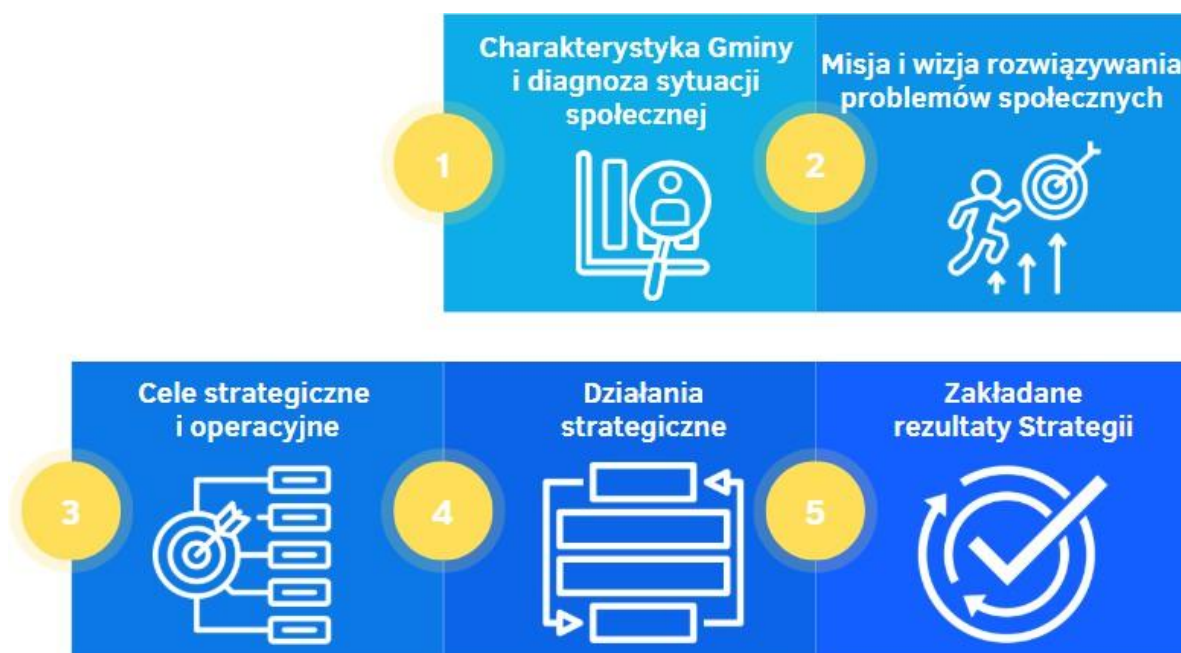 1
Charakterystyka Gminy
i diagnoza sytuacji
społecznej
2
Misja i wizja rozwiązywania
problemów społecznych
3
Cele strategiczne
i operacyjne
4
Działania
strategiczne
5
Zakładane
rezultaty Strategii